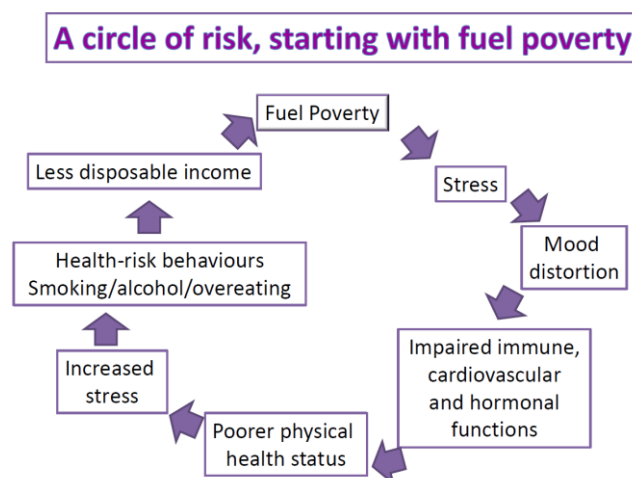 A circle of risk, starting with fuel poverty
Fuel Poverty
Stress
Mood
distortion
Impaired immune,
cardiovascular
and hormonal
functions
Poorer physical
health status
Increased
stress
Health-risk behaviours
Smoking/alcohol/overeating
Less disposable income